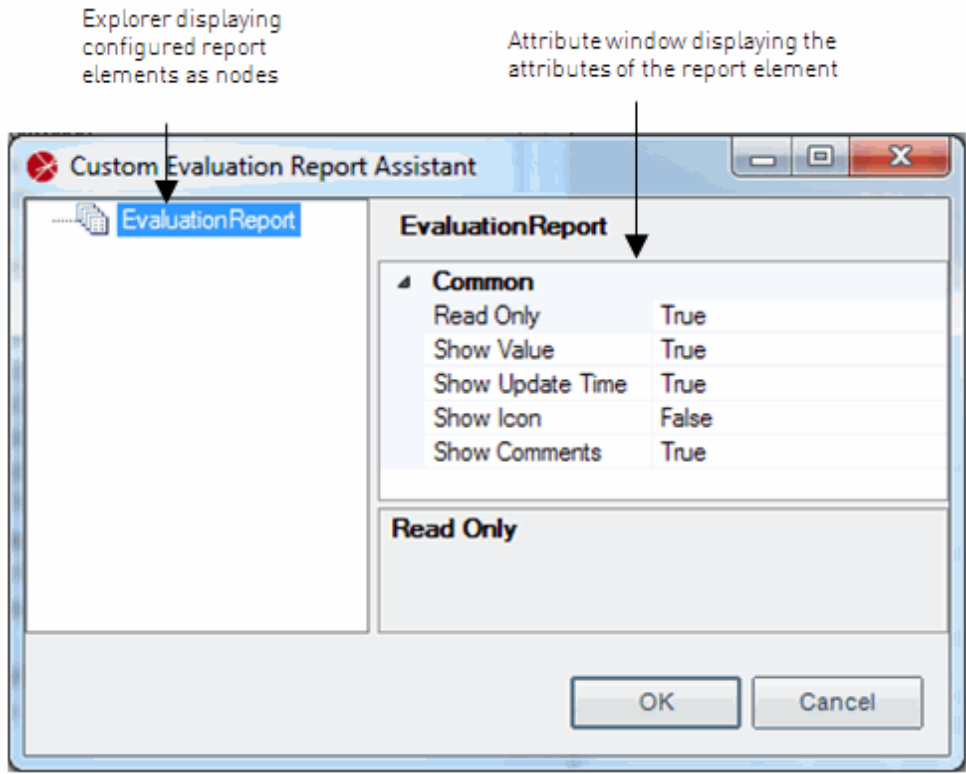 Explorer displaying
configured report
elements as nodes
Attribute window displaying the
attributes of the report element
Custom Evaluation Report Assistant
EvaluationReport
EvaluationReport
Common
Read Only True
Show Value True
Show Update Time True
Show Icon False
Show Comments True
Read Only
OK
Cancel